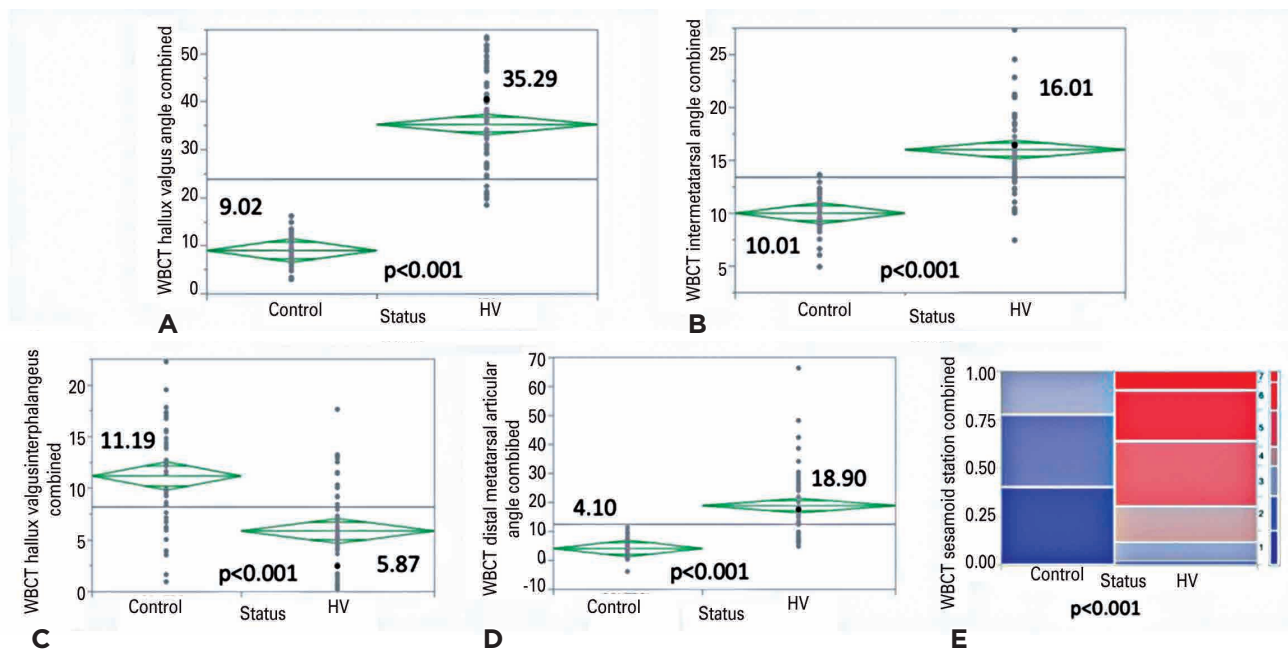 WBCT hallux valgus angle combined
50
40
30
20
10
0
35.29
9.02
p<0.001
Control
HV
Status
A
WBCT intermetatarsal angle combined
25
20
15
10
5
16.01
10.01
p<0.001
Control
HV
Status
B
WBCT hallux valgusinterphalangeus
combined
20
15
10
5
0
11.19
p<0.001
5.87
Control
HV
Status
C
WBCT distal metatarsal articular
angle combibed
70
60
50
40
30
20
10
0
-10
18.90
4.10
p<0.001
Control
HV
Status
D
WBCT sesamoid station combined
1.00
0.75
0.50
0.25
0.00
7
6
5
4
3
2
1
Control
Status
HV
p<0.001
E